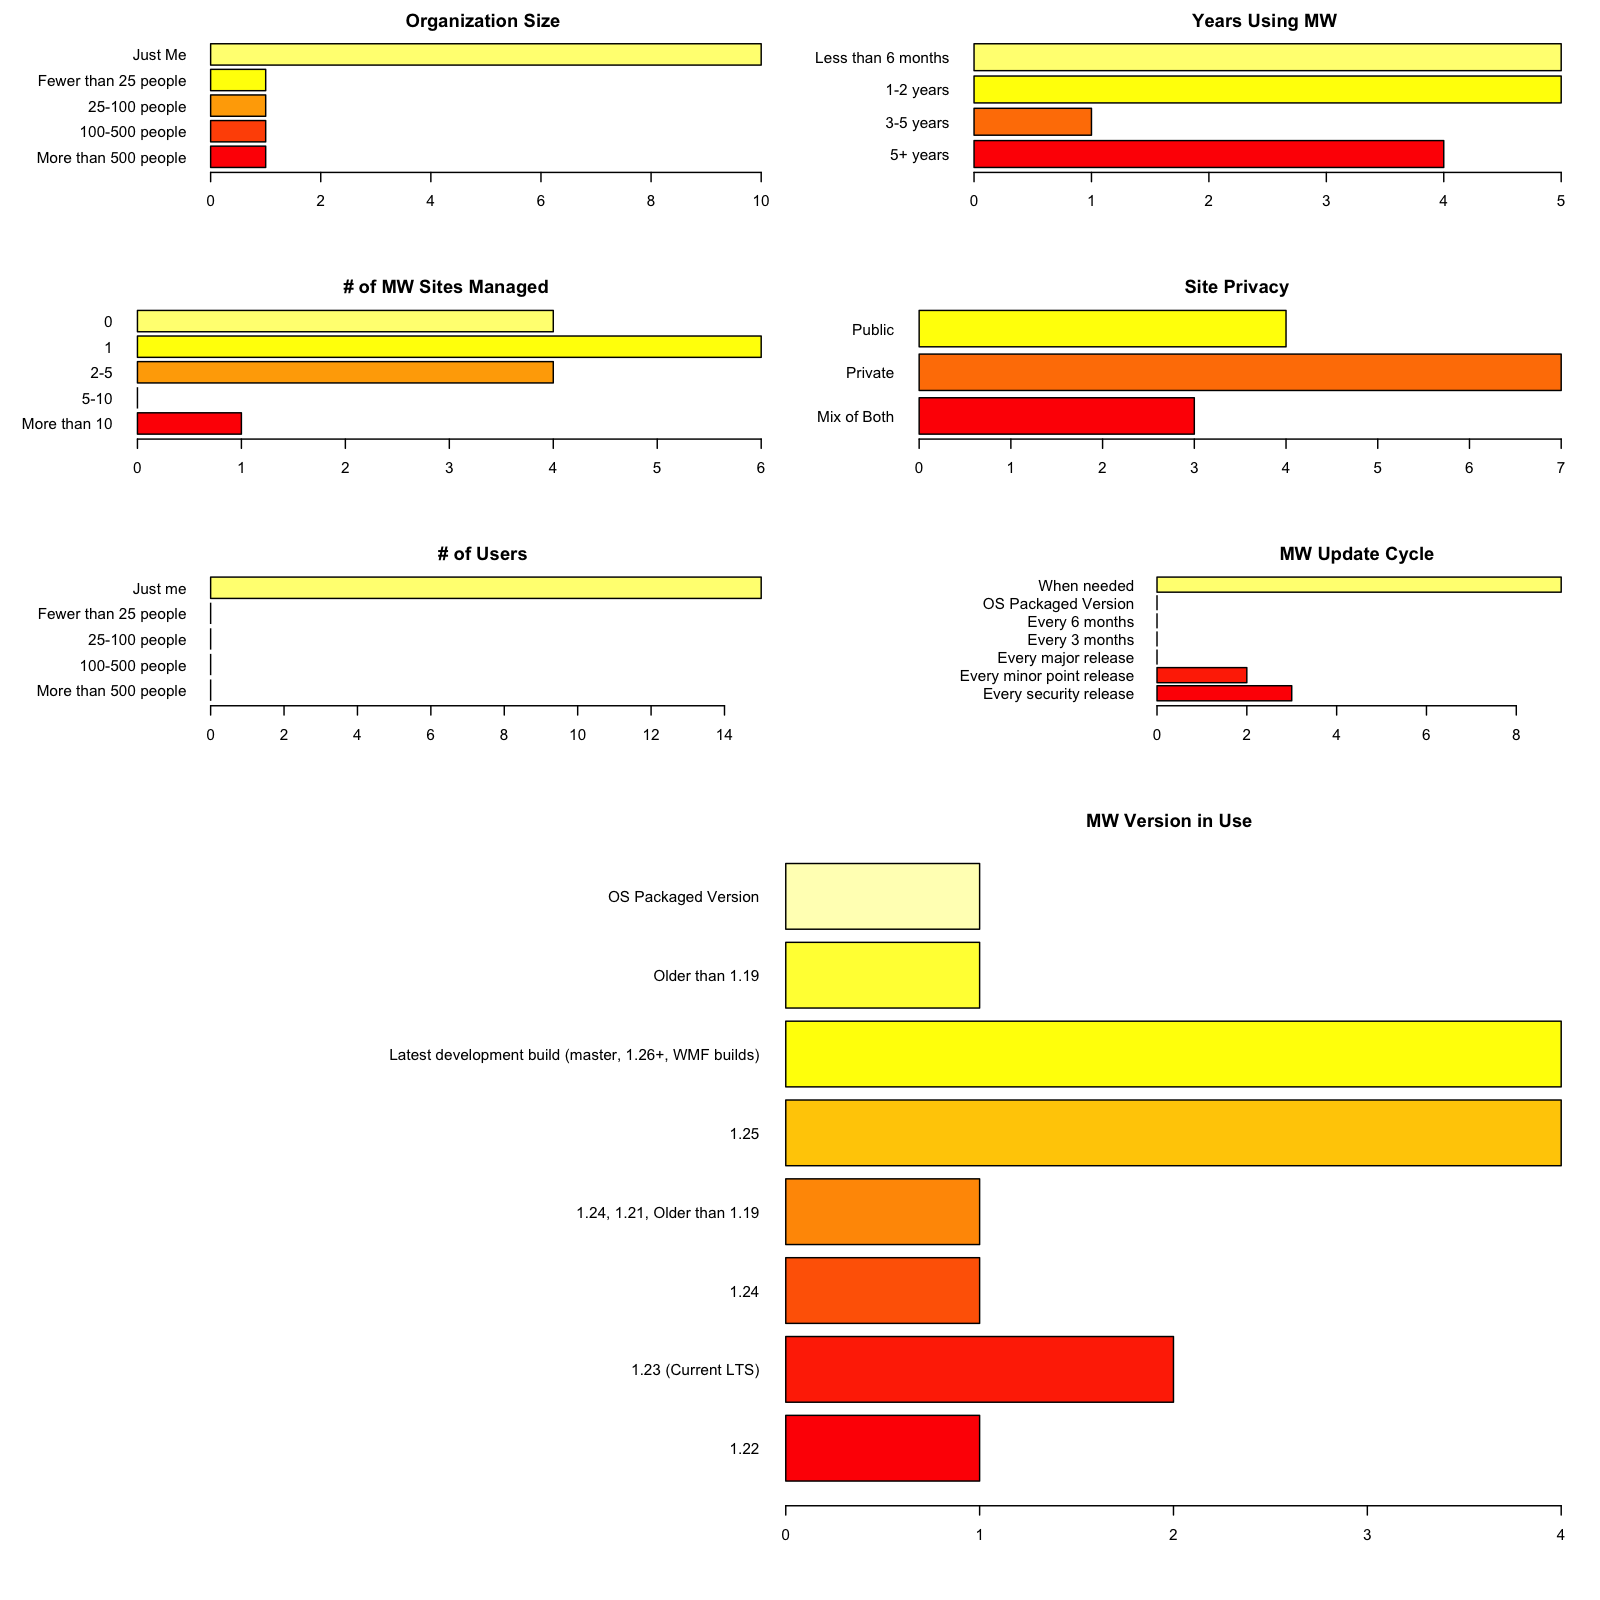 Organization Size
Just Me
Fewer than 25 people
25-100 people
100-500 people
More than 500 people
0 2 4 6 8 10
Years Using MW
Less than 6 months
1-2 years
3-5 years
5+ years
0 1 2 3 4 5
# of MW Sites Managed
0
1
2-5
5-10
More than 10
0 1 2 3 4 5 6
Site Privacy
Public
Private
Mix of Both
0 1 2 3 4 5 6 7
# of Users
Just me
Fewer than 25 people
25-100 people
100-500 people
More than 500 people
0 2 4 6 8 10 12 14
MW Update Cycle
When needed
OS Packaged Version
Every 6 months
Every 3 months
Every major release
Every minor point release
Every security release
0 2 4 6 8
MW Version in Use
OS Packaged Version
Older than 1.19
Latest development build (master, 1.26+, WMF builds)
1.25
1.24, 1.21, Older than 1.19
1.24
1.23 (Current LTS)
1.22
0 1 2 3 4